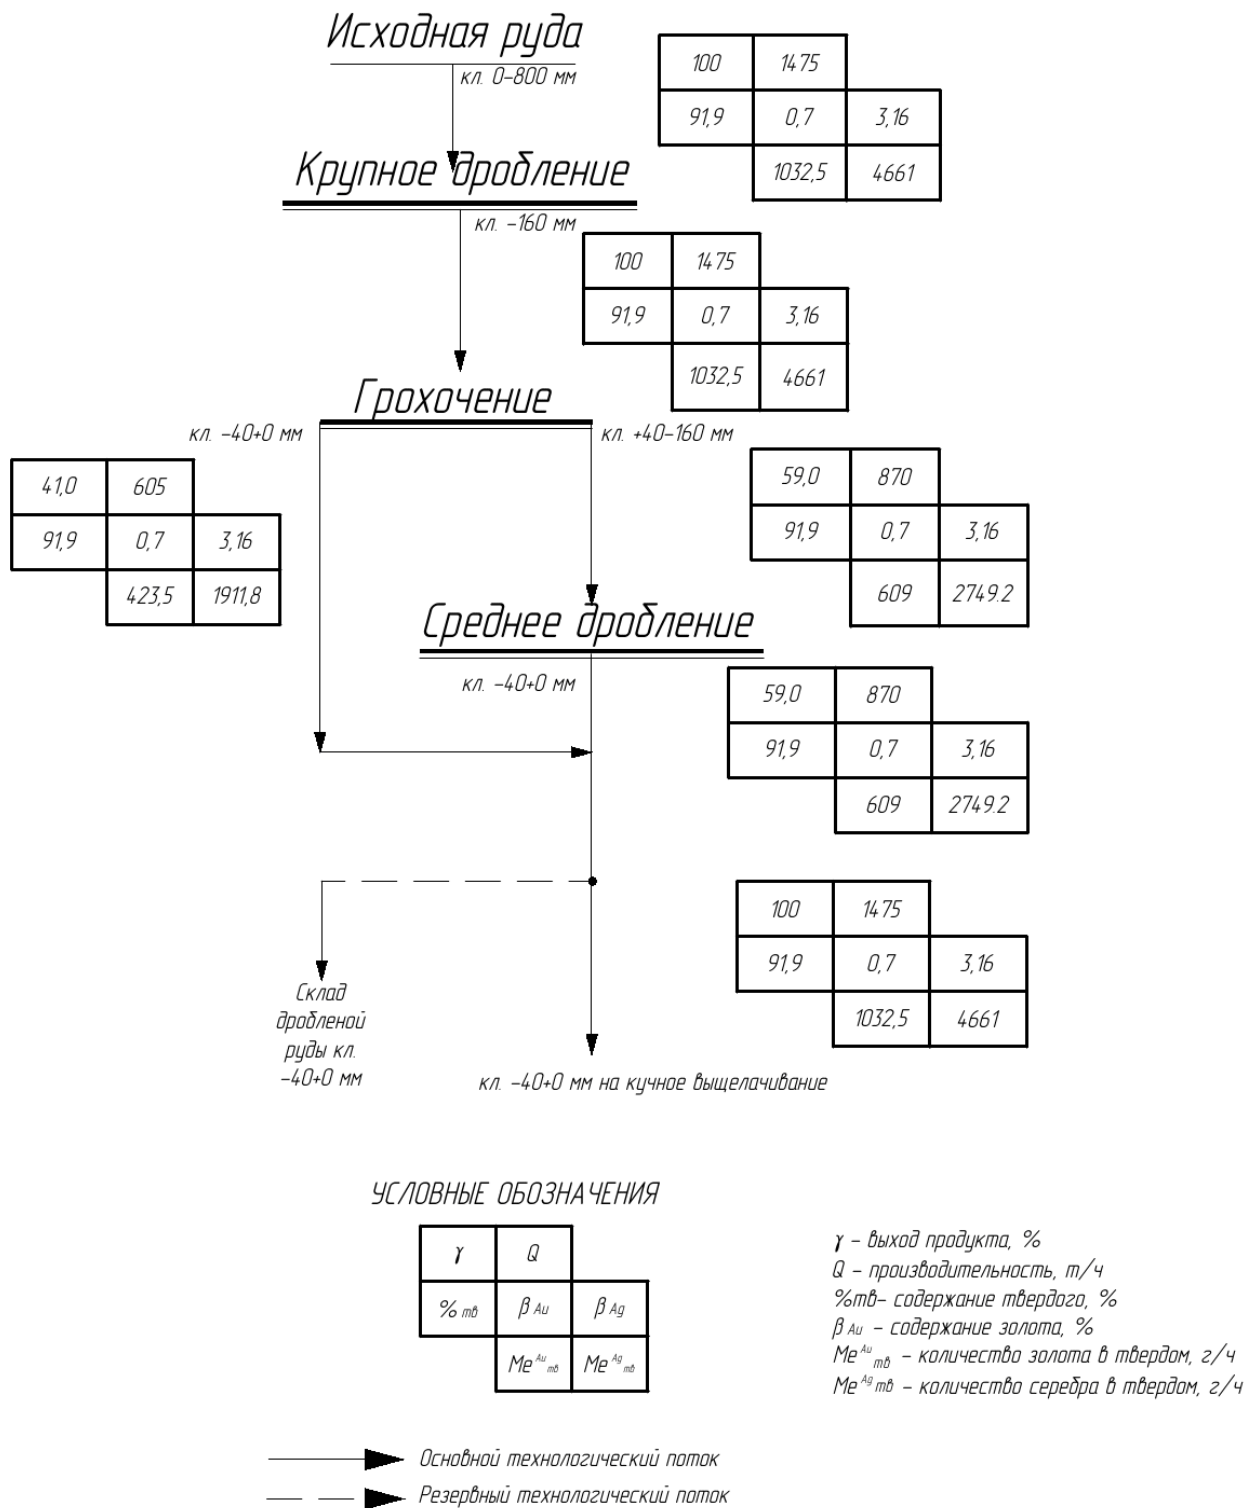 Исходная руда
кл. 0-800 мм
100 1475
91,9 0,7 3,16
1032,5 4661
Крупное дробление
кл. -160 мм
100 1475
91,9 0,7 3,16
1032,5 4661
Грохочение
кл. -40+0 мм
кл. +40-160 мм
41,0 605
91,9 0,7 3,16
423,5 1911,8
59,0 870
91,9 0,7 3,16
609 2749.2
Среднее дробление
кл. -40+0 мм
59,0 870
91,9 0,7 3,16
609 2749.2
100 1475
91,9 0,7 3,16
1032,5 4661
Склад
дробленой
руды кл.
-40+0 мм
кл. -40+0 мм на кучное выщелачивание
УСЛОВНЫЕ ОБОЗНАЧЕНИЯ
γ Q
% тв β Au β Ag
Me Au тв Me Ag тв
γ - выход продукта, %
Q - производительность, т/ч
%тв- содержание твердого, %
β Au - содержание золота, %
Me Au тв - количество золота в твердом, г/ч
Me Ag тв - количество серебра в твердом, г/ч
Основной технологический поток
Резервный технологический поток